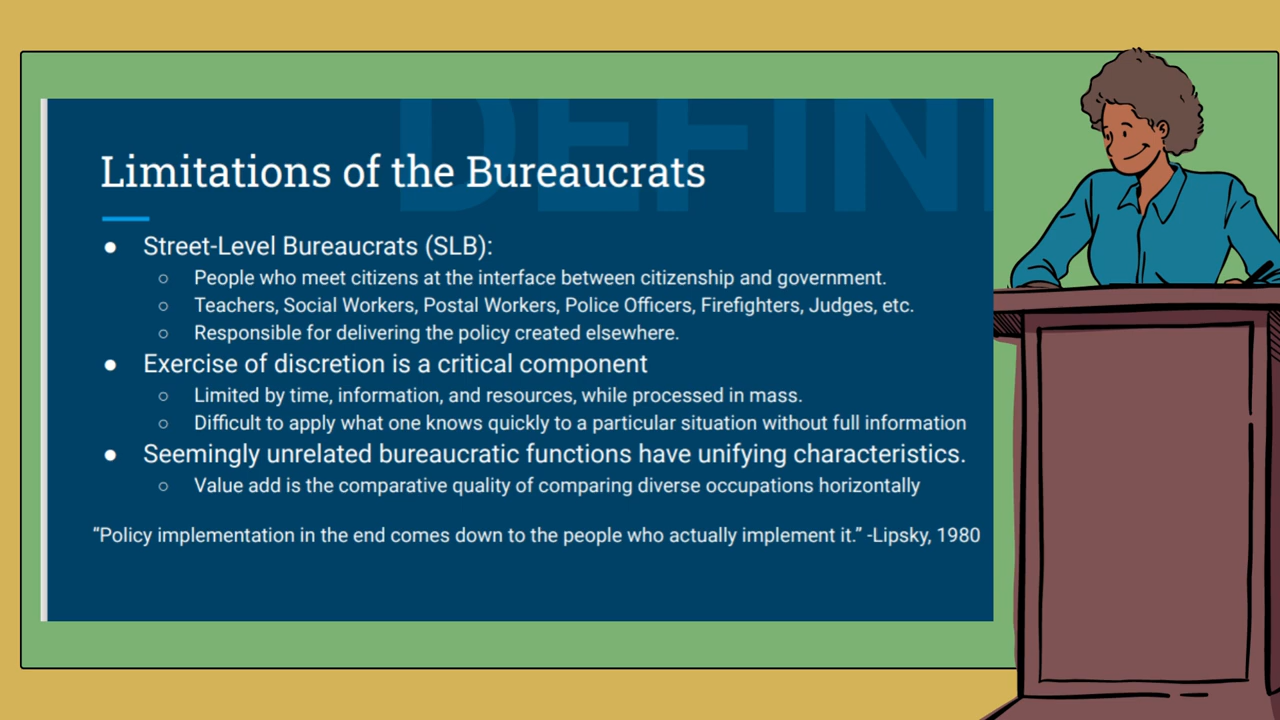 DEFIN
Limitations of the Bureaucrats
● Street-Level Bureaucrats (SLB):
○ People who meet citizens at the interface between citizenship and government.
○ Teachers, Social Workers, Postal Workers, Police Officers, Firefighters, Judges, etc.
○ Responsible for delivering the policy created elsewhere.
● Exercise of discretion is a critical component
○ Limited by time, information, and resources, while processed in mass.
○ Difficult to apply what one knows quickly to a particular situation without full information
● Seemingly unrelated bureaucratic functions have unifying characteristics.
○ Value add is the comparative quality of comparing diverse occupations horizontally
“Policy implementation in the end comes down to the people who actually implement it.” -Lipsky, 1980